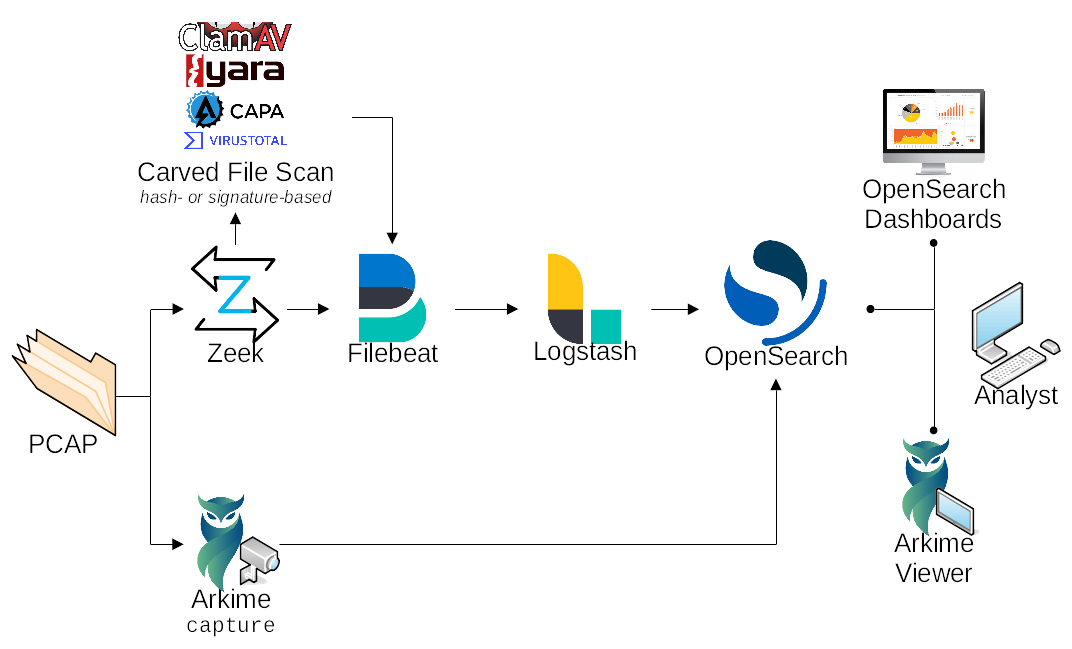 ClamAV
yara
CAPA
VIRUSTOTAL
Carved File Scan
hash- or signature-based
OpenSearch
Dashboards
Zeek
Filebeat
Logstash
OpenSearch
Analyst
PCAP
Arkime
Viewer
Arkime
capture